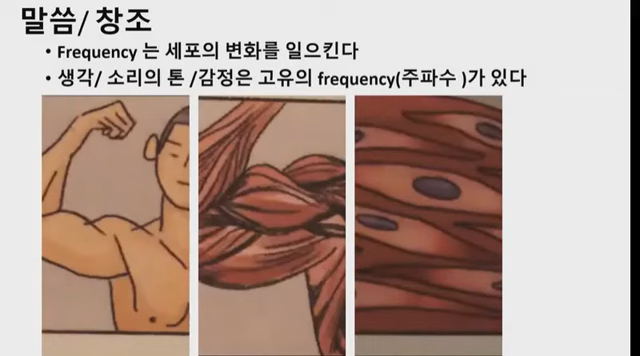 말씀/ 창조
• Frequency 는 세포의 변화를 일으킨다
• 생각/ 소리의 톤 /감정은 고유의 frequency(주파수 )가 있다